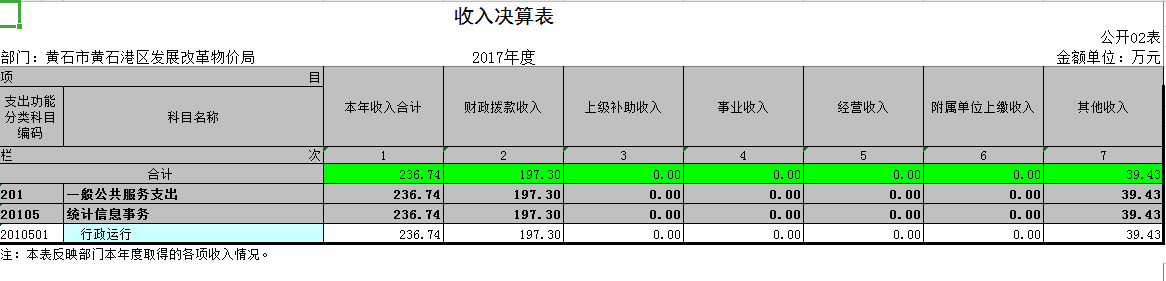 收入决算表
公开02表
部门：黄石市黄石港区发展改革物价局 2017年度 金额单位：万元
项 目 本年收入合计 财政拨款收入 上级补助收入 事业收入 经营收入 附属单位上缴收入 其他收入
支出功能分类科目编码 科目名称
栏 次 1 2 3 4 5 6 7
合计 236.74 197.30 0.00 0.00 0.00 0.00 39.43
201 一般公共服务支出 236.74 197.30 0.00 0.00 0.00 0.00 39.43
20105 统计信息事务 236.74 197.30 0.00 0.00 0.00 0.00 39.43
2010501 行政运行 236.74 197.30 0.00 0.00 0.00 0.00 39.43
注：本表反映部门本年度取得的各项收入情况。